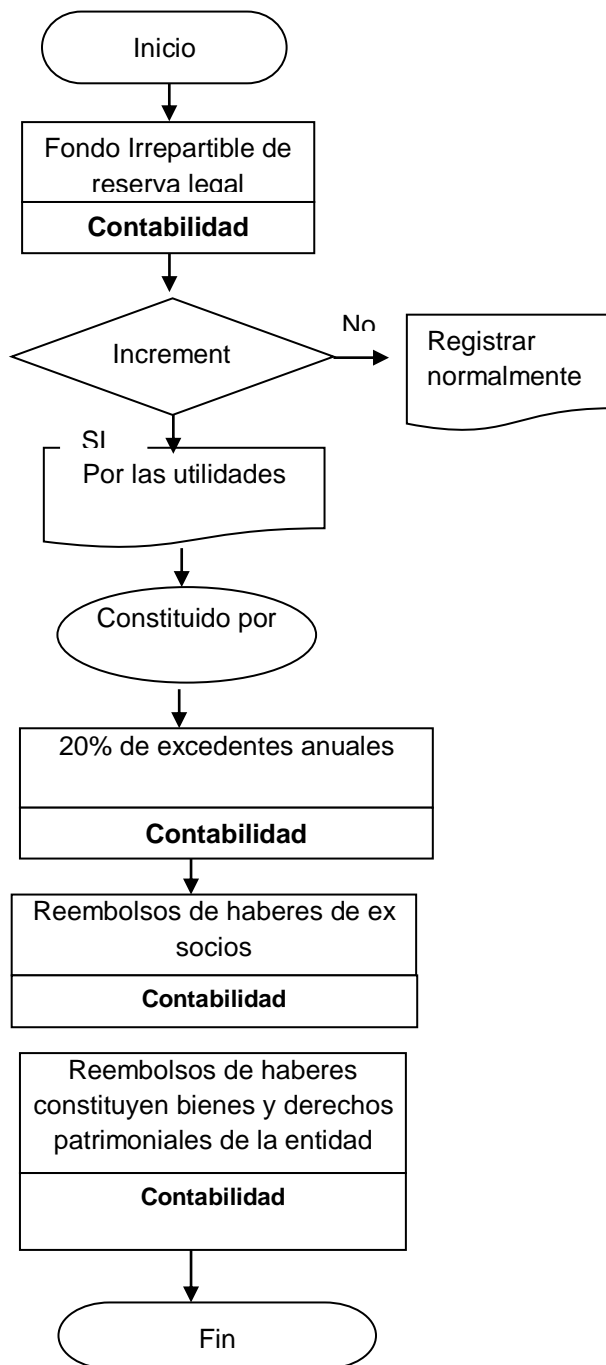 Inicio
Fondo Irrepartible de
reserva legal
Contabilidad
Increment
No
Registrar
normalmente
SI
Por las utilidades
Constituido por
20% de excedentes anuales
Contabilidad
Reembolsos de haberes de ex
socios
Contabilidad
Reembolsos de haberes
constituyen bienes y derechos
patrimoniales de la entidad
Contabilidad
Fin